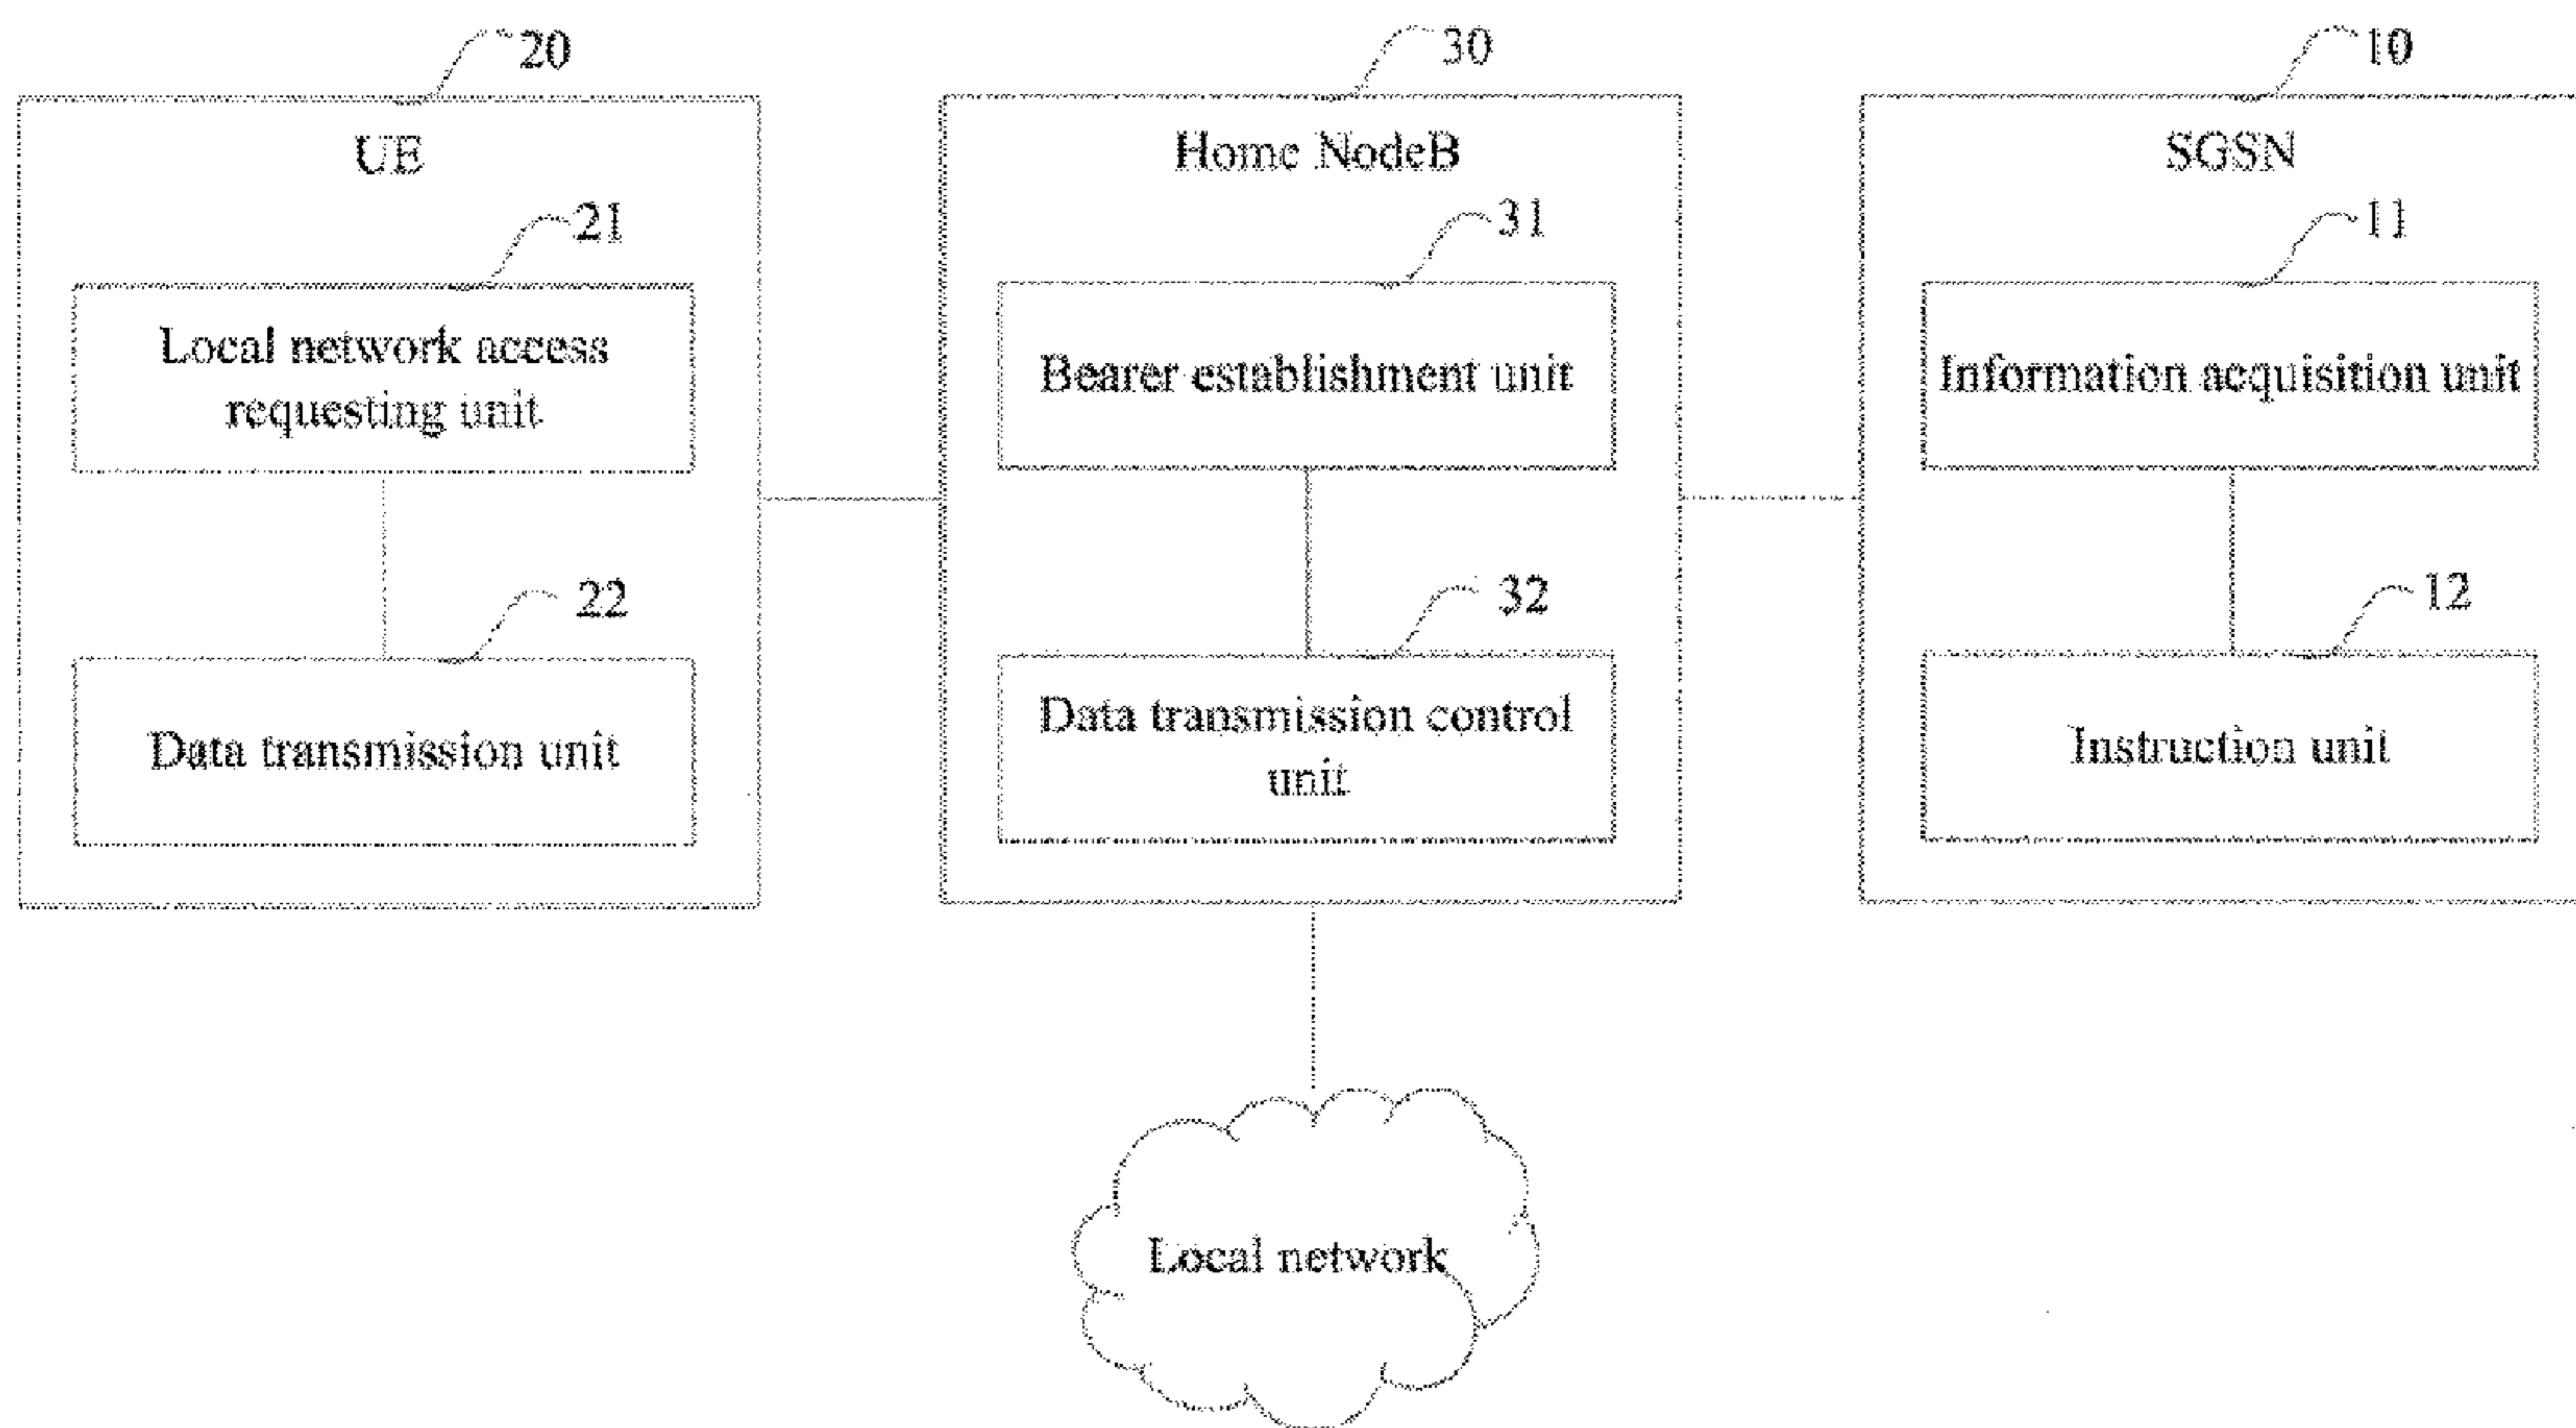 20
30
10
UE
Home NodeB
SGSN
21
31
11
Local network access
requesting unit
Bearer establishment unit
Information acquisition unit
22
32
12
Data transmission unit
Data transmission control
unit
Instruction unit
Local network